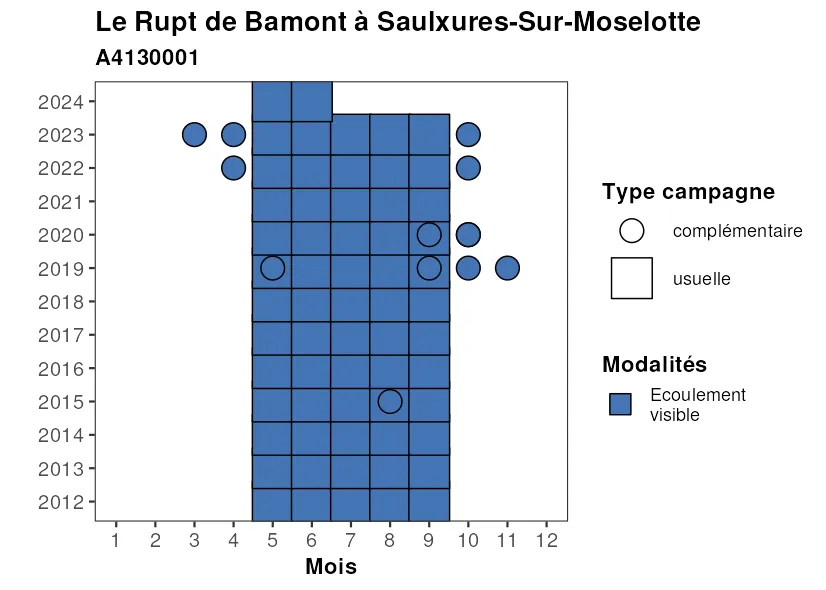 Le Rupt de Bamont à Saulxures-Sur-Moselotte
A4130001
2024
2023
2022
2021
2020
2019
2018
2017
2016
2015
2014
2013
2012
1 2 3 4 5 6 7 8 9 10 11 12
Mois
Type campagne
complémentaire
usuelle
Modalités
Ecoulement
visible